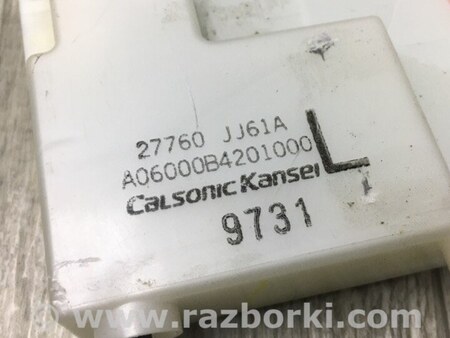 27760 JJ61A
A06000B4201000
L
CALSONIC KANSEI
9731
www.razborki.com